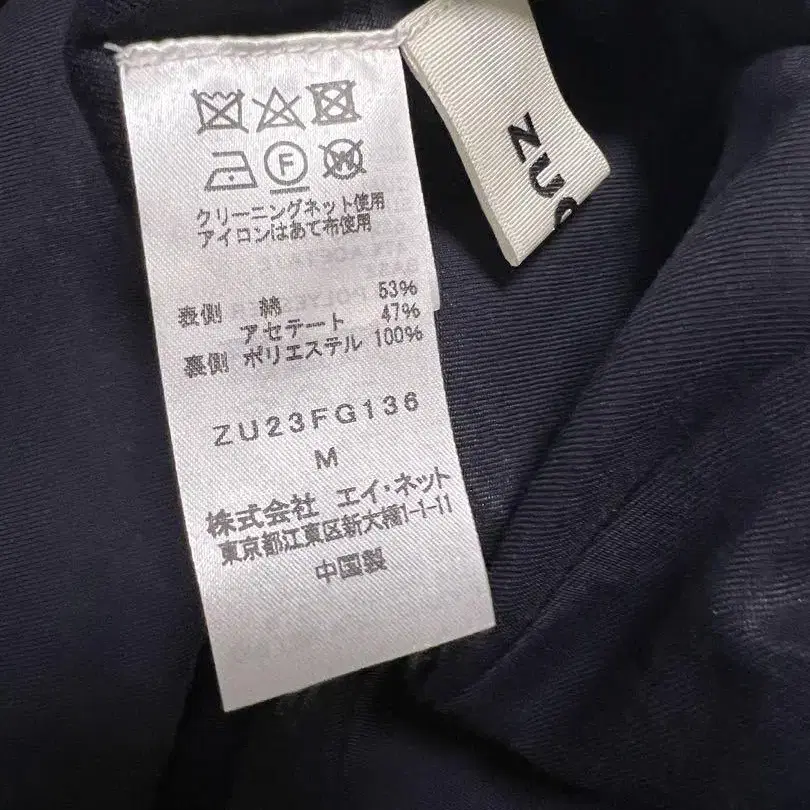 ZU
F
W
クリーニングネット使用
アイロンはあて布使用
表側 綿 53%
アセテート 47%
裏側 ポリエステル 100%
ZU23FG136
M
株式会社 エイ・ネット
東京都江東区新大橋1-1-11
中国製